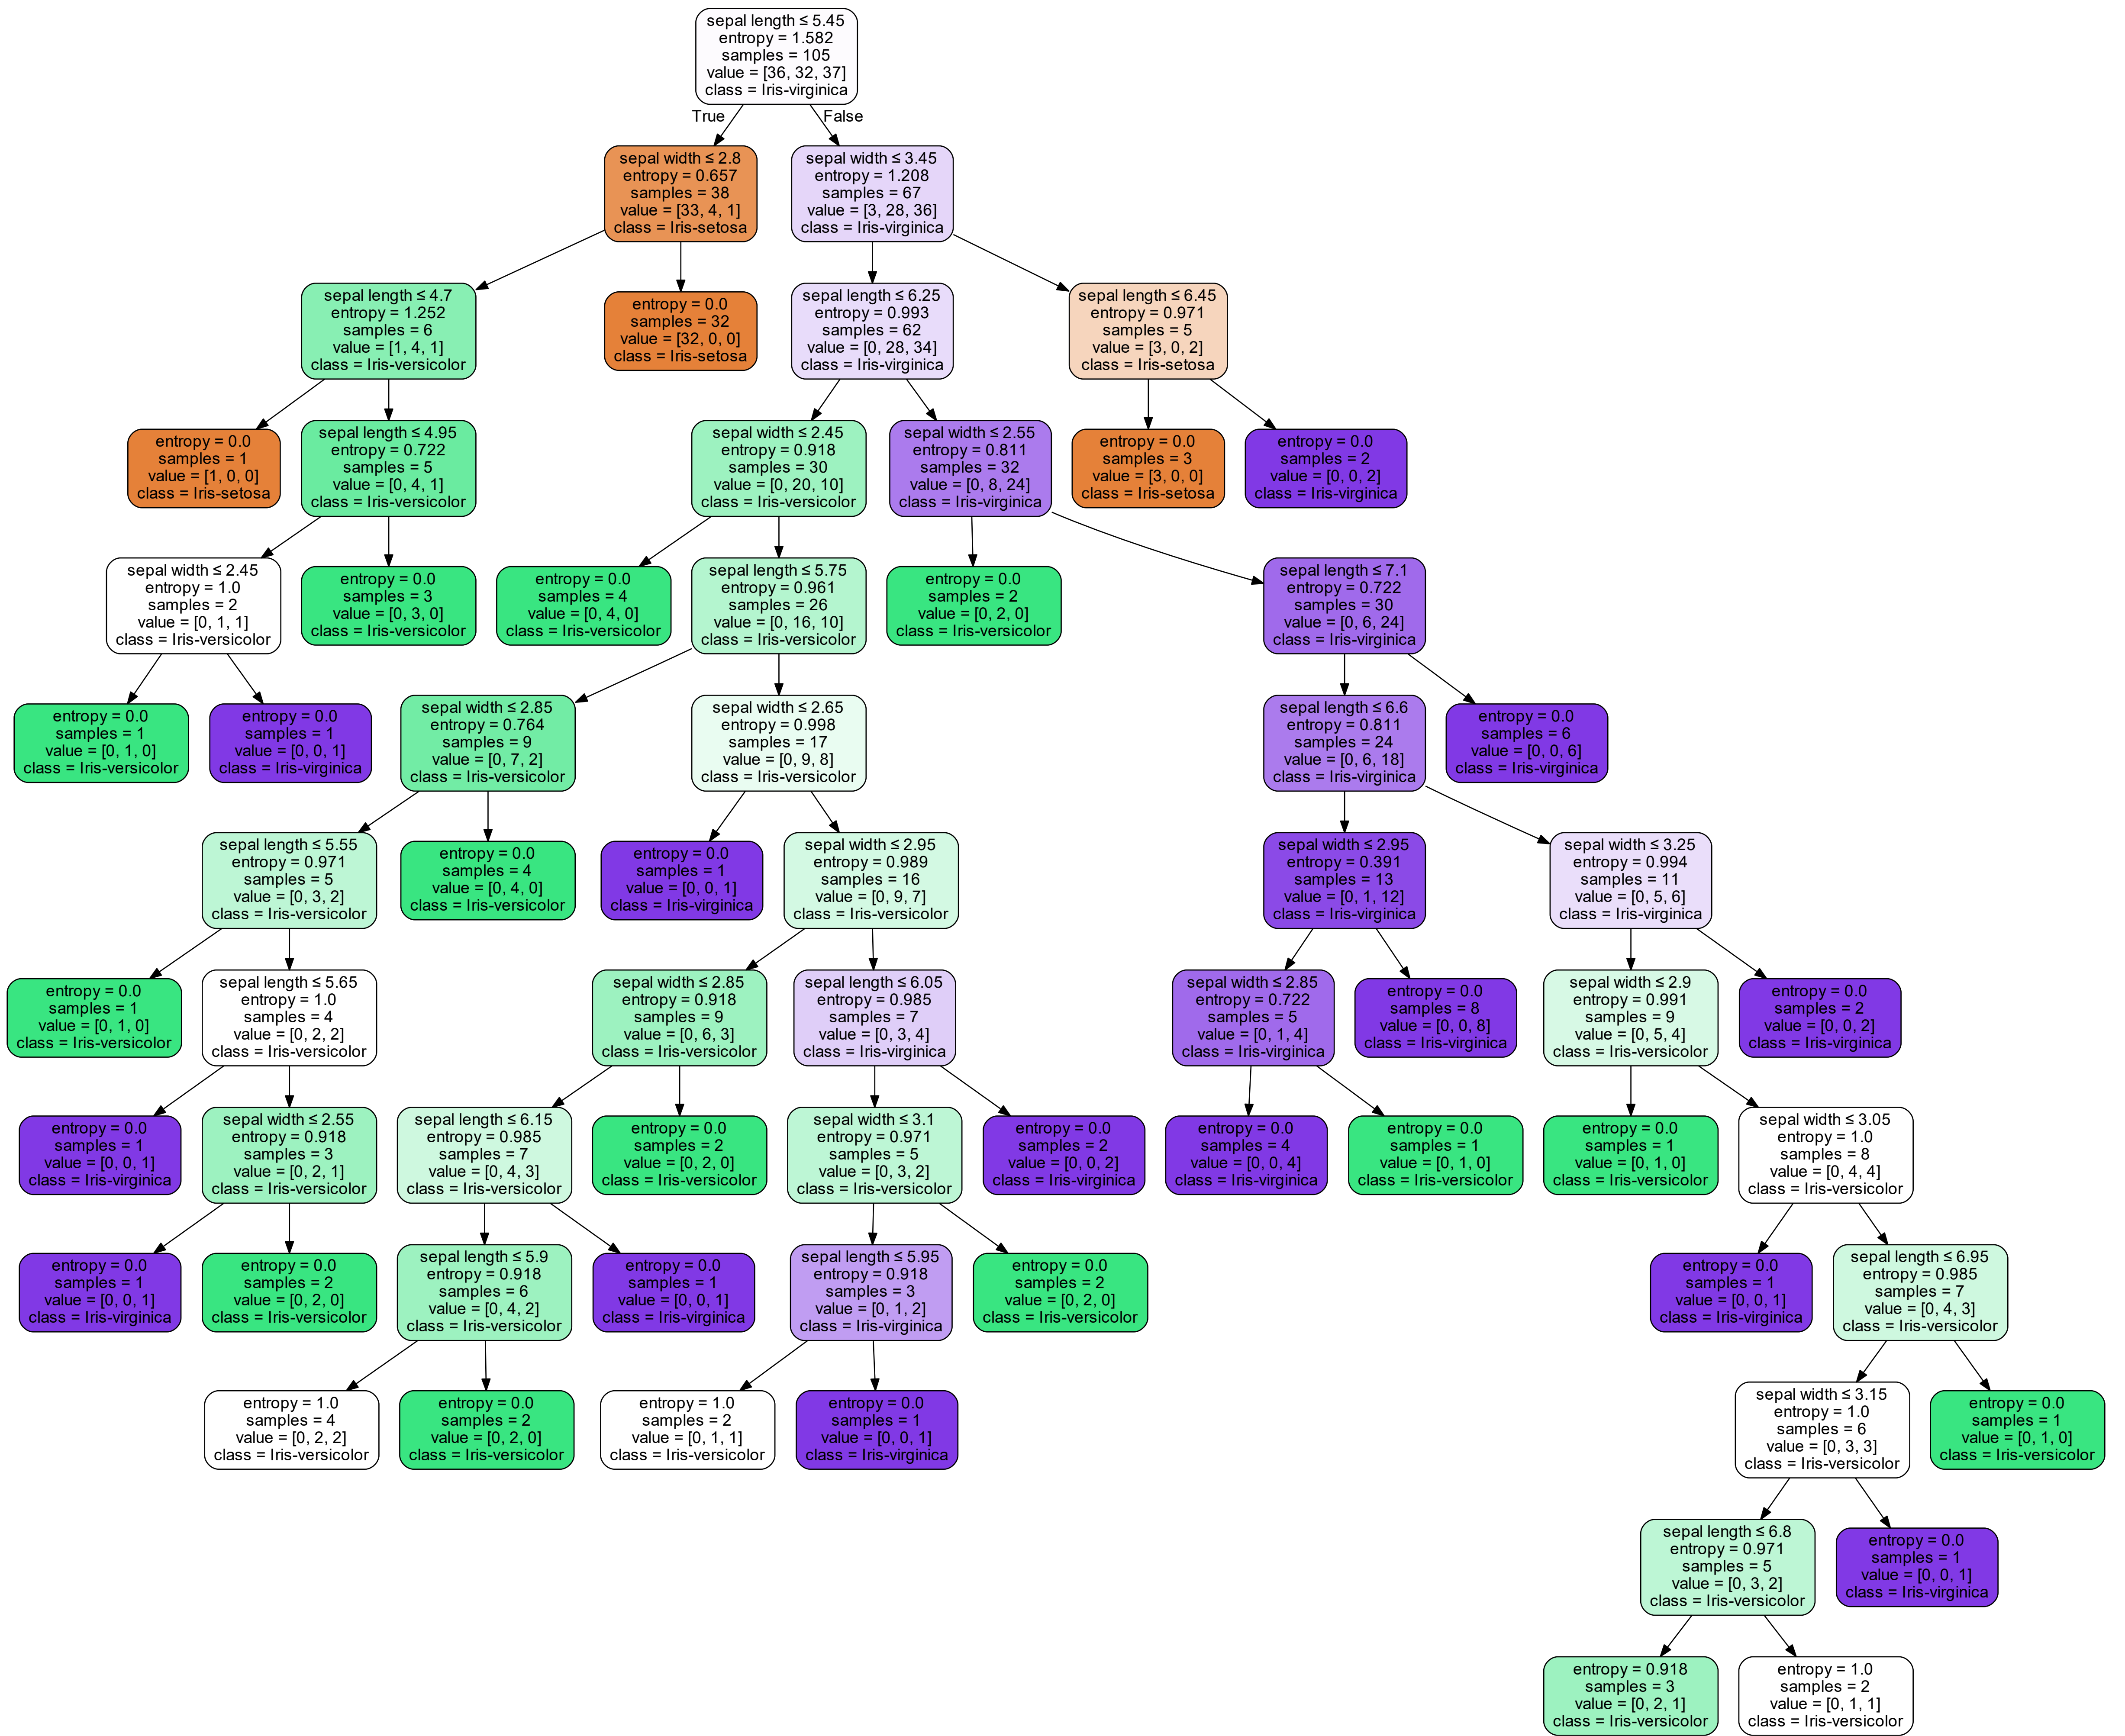 sepal length ≤ 5.45
entropy = 1.582
samples = 105
value = [36, 32, 37]
class = Iris-virginica
True
False
sepal width ≤ 2.8
entropy = 0.657
samples = 38
value = [33, 4, 1]
class = Iris-setosa
sepal width ≤ 3.45
entropy = 1.208
samples = 67
value = [3, 28, 36]
class = Iris-virginica
sepal length ≤ 4.7
entropy = 1.252
samples = 6
value = [1, 4, 1]
class = Iris-versicolor
entropy = 0.0
samples = 32
value = [32, 0, 0]
class = Iris-setosa
sepal length ≤ 6.25
entropy = 0.993
samples = 62
value = [0, 28, 34]
class = Iris-virginica
sepal length ≤ 6.45
entropy = 0.971
samples = 5
value = [3, 0, 2]
class = Iris-setosa
entropy = 0.0
samples = 1
value = [1, 0, 0]
class = Iris-setosa
sepal length ≤ 4.95
entropy = 0.722
samples = 5
value = [0, 4, 1]
class = Iris-versicolor
sepal width ≤ 2.45
entropy = 0.918
samples = 30
value = [0, 20, 10]
class = Iris-versicolor
sepal width ≤ 2.55
entropy = 0.811
samples = 32
value = [0, 8, 24]
class = Iris-virginica
entropy = 0.0
samples = 3
value = [3, 0, 0]
class = Iris-setosa
entropy = 0.0
samples = 2
value = [0, 0, 2]
class = Iris-virginica
sepal width ≤ 2.45
entropy = 1.0
samples = 2
value = [0, 1, 1]
class = Iris-versicolor
entropy = 0.0
samples = 3
value = [0, 3, 0]
class = Iris-versicolor
entropy = 0.0
samples = 4
value = [0, 4, 0]
class = Iris-versicolor
sepal length ≤ 5.75
entropy = 0.961
samples = 26
value = [0, 16, 10]
class = Iris-versicolor
entropy = 0.0
samples = 2
value = [0, 2, 0]
class = Iris-versicolor
sepal length ≤ 7.1
entropy = 0.722
samples = 30
value = [0, 6, 24]
class = Iris-virginica
entropy = 0.0
samples = 1
value = [0, 1, 0]
class = Iris-versicolor
entropy = 0.0
samples = 1
value = [0, 0, 1]
class = Iris-virginica
sepal width ≤ 2.85
entropy = 0.764
samples = 9
value = [0, 7, 2]
class = Iris-versicolor
sepal width ≤ 2.65
entropy = 0.998
samples = 17
value = [0, 9, 8]
class = Iris-versicolor
sepal length ≤ 6.6
entropy = 0.811
samples = 24
value = [0, 6, 18]
class = Iris-virginica
entropy = 0.0
samples = 6
value = [0, 0, 6]
class = Iris-virginica
sepal length ≤ 5.55
entropy = 0.971
samples = 5
value = [0, 3, 2]
class = Iris-versicolor
entropy = 0.0
samples = 4
value = [0, 4, 0]
class = Iris-versicolor
entropy = 0.0
samples = 1
value = [0, 0, 1]
class = Iris-virginica
sepal width ≤ 2.95
entropy = 0.989
samples = 16
value = [0, 9, 7]
class = Iris-versicolor
sepal width ≤ 2.95
entropy = 0.391
samples = 13
value = [0, 1, 12]
class = Iris-virginica
sepal width ≤ 3.25
entropy = 0.994
samples = 11
value = [0, 5, 6]
class = Iris-virginica
entropy = 0.0
samples = 1
value = [0, 1, 0]
class = Iris-versicolor
sepal length ≤ 5.65
entropy = 1.0
samples = 4
value = [0, 2, 2]
class = Iris-versicolor
sepal width ≤ 2.85
entropy = 0.918
samples = 9
value = [0, 6, 3]
class = Iris-versicolor
sepal length ≤ 6.05
entropy = 0.985
samples = 7
value = [0, 3, 4]
class = Iris-virginica
sepal width ≤ 2.85
entropy = 0.722
samples = 5
value = [0, 1, 4]
class = Iris-virginica
entropy = 0.0
samples = 8
value = [0, 0, 8]
class = Iris-virginica
sepal width ≤ 2.9
entropy = 0.991
samples = 9
value = [0, 5, 4]
class = Iris-versicolor
entropy = 0.0
samples = 2
value = [0, 0, 2]
class = Iris-virginica
entropy = 0.0
samples = 1
value = [0, 0, 1]
class = Iris-virginica
sepal width ≤ 2.55
entropy = 0.918
samples = 3
value = [0, 2, 1]
class = Iris-versicolor
sepal length ≤ 6.15
entropy = 0.985
samples = 7
value = [0, 4, 3]
class = Iris-versicolor
entropy = 0.0
samples = 2
value = [0, 2, 0]
class = Iris-versicolor
sepal width ≤ 3.1
entropy = 0.971
samples = 5
value = [0, 3, 2]
class = Iris-versicolor
entropy = 0.0
samples = 2
value = [0, 0, 2]
class = Iris-virginica
entropy = 0.0
samples = 4
value = [0, 0, 4]
class = Iris-virginica
entropy = 0.0
samples = 1
value = [0, 1, 0]
class = Iris-versicolor
entropy = 0.0
samples = 1
value = [0, 1, 0]
class = Iris-versicolor
sepal width ≤ 3.05
entropy = 1.0
samples = 8
value = [0, 4, 4]
class = Iris-versicolor
entropy = 0.0
samples = 1
value = [0, 0, 1]
class = Iris-virginica
entropy = 0.0
samples = 2
value = [0, 2, 0]
class = Iris-versicolor
sepal length ≤ 5.9
entropy = 0.918
samples = 6
value = [0, 4, 2]
class = Iris-versicolor
entropy = 0.0
samples = 1
value = [0, 0, 1]
class = Iris-virginica
sepal length ≤ 5.95
entropy = 0.918
samples = 3
value = [0, 1, 2]
class = Iris-virginica
entropy = 0.0
samples = 2
value = [0, 2, 0]
class = Iris-versicolor
entropy = 0.0
samples = 1
value = [0, 0, 1]
class = Iris-virginica
sepal length ≤ 6.95
entropy = 0.985
samples = 7
value = [0, 4, 3]
class = Iris-versicolor
entropy = 1.0
samples = 4
value = [0, 2, 2]
class = Iris-versicolor
entropy = 0.0
samples = 2
value = [0, 2, 0]
class = Iris-versicolor
entropy = 1.0
samples = 2
value = [0, 1, 1]
class = Iris-versicolor
entropy = 0.0
samples = 1
value = [0, 0, 1]
class = Iris-virginica
sepal width ≤ 3.15
entropy = 1.0
samples = 6
value = [0, 3, 3]
class = Iris-versicolor
entropy = 0.0
samples = 1
value = [0, 1, 0]
class = Iris-versicolor
sepal length ≤ 6.8
entropy = 0.971
samples = 5
value = [0, 3, 2]
class = Iris-versicolor
entropy = 0.0
samples = 1
value = [0, 0, 1]
class = Iris-virginica
entropy = 0.918
samples = 3
value = [0, 2, 1]
class = Iris-versicolor
entropy = 1.0
samples = 2
value = [0, 1, 1]
class = Iris-versicolor